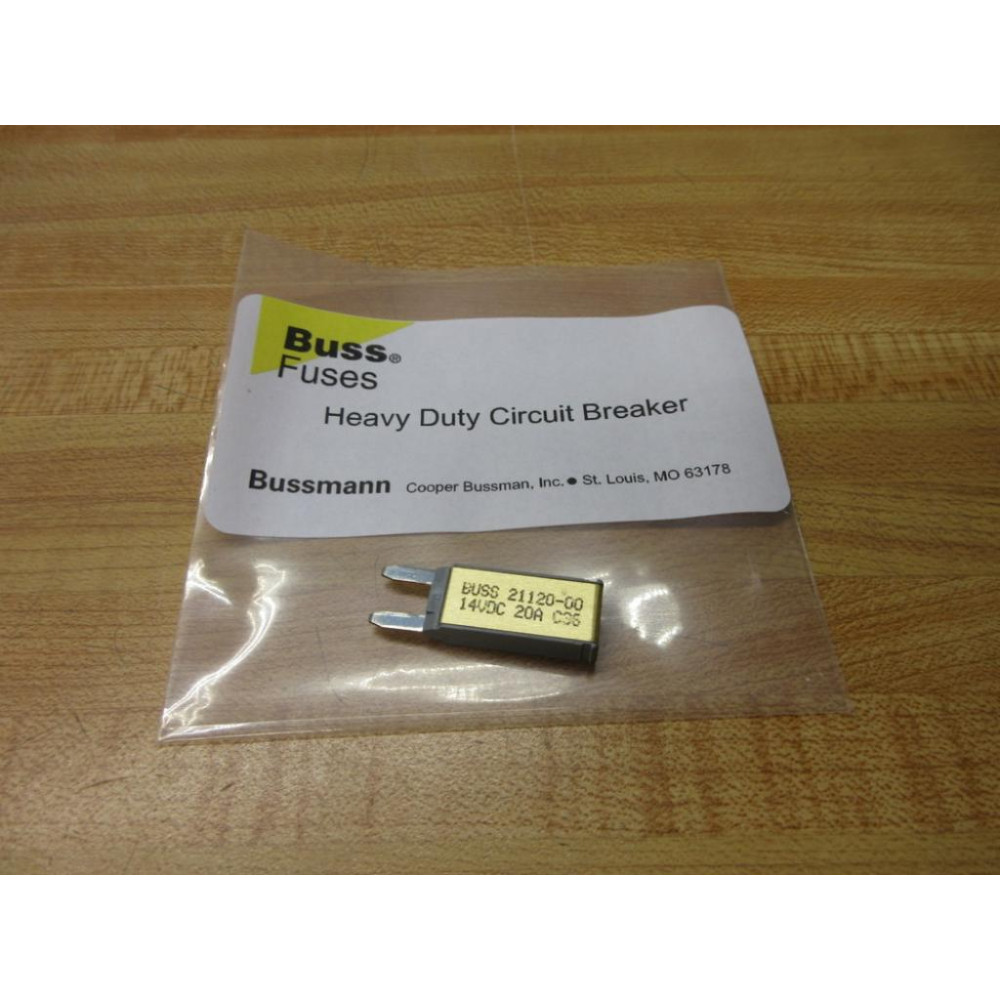 Buss®
Fuses
Heavy Duty Circuit Breaker
Bussmann Cooper Bussman, Inc. ● St. Louis, MO 63178
BUSS 21120-00
14VDC 20A